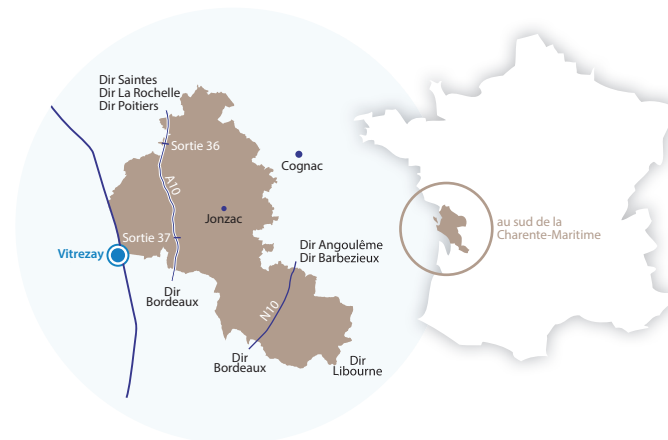 Dir Saintes
Dir La Rochelle
Dir Poitiers
Sortie 36
Cognac
A10
Jonzac
Sortie 37
Vitrezay
Dir
Bordeaux
Dir Angoulême
Dir Barbezieux
N10
Dir
Bordeaux
Dir
Libourne
au sud de la
Charente-Maritime